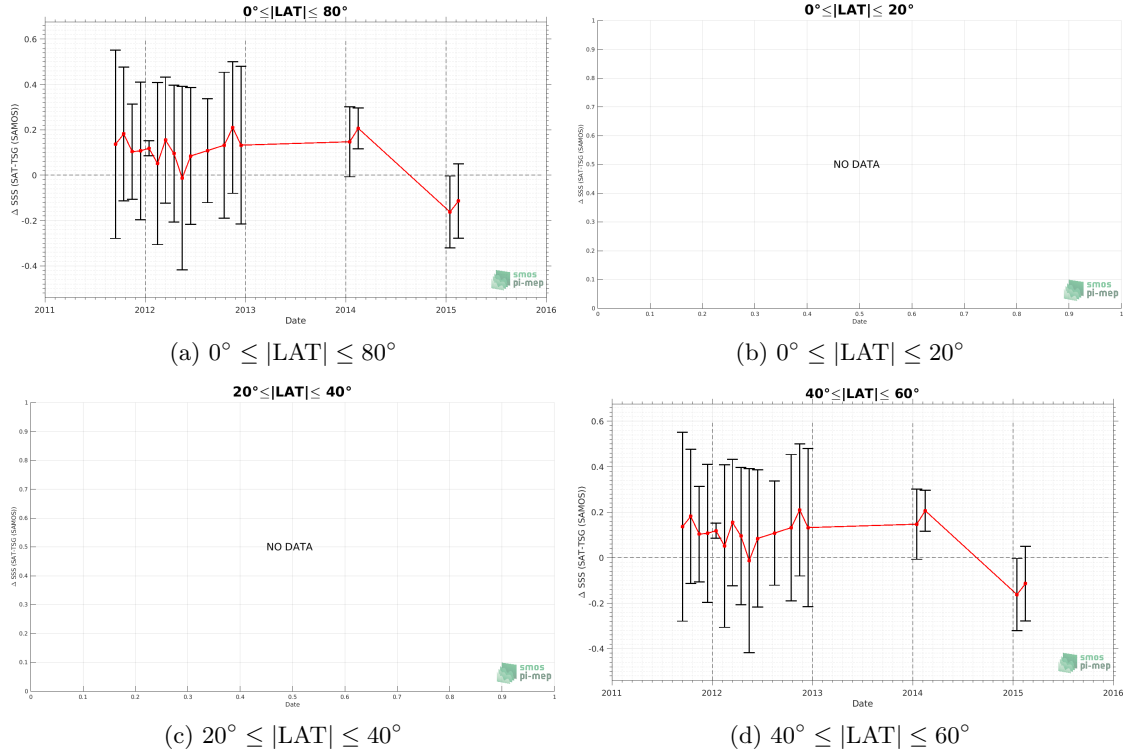 0°≤|LAT|≤ 80°
0.6
0.4
0.2
0
-0.2
-0.4
Δ SSS (SAT-TSG (SAMOS))
2011 2012 2013 2014 2015 2016
Date
smos
pi-mep
(a) 0° ≤ |LAT| ≤ 80°
0°≤|LAT|≤ 20°
1
0.9
0.8
0.7
0.6
0.5
0.4
0.3
0.2
0.1
0
Δ SSS (SAT-TSG (SAMOS))
NO DATA
0 0.1 0.2 0.3 0.4 0.5 0.6 0.7 0.8 0.9 1
Date
smos
pi-mep
(b) 0° ≤ |LAT| ≤ 20°
20°≤|LAT|≤ 40°
1
0.9
0.8
0.7
0.6
0.5
0.4
0.3
0.2
0.1
0
Δ SSS (SAT-TSG (SAMOS))
NO DATA
0 0.1 0.2 0.3 0.4 0.5 0.6 0.7 0.8 0.9 1
Date
smos
pi-mep
(c) 20° ≤ |LAT| ≤ 40°
40°≤|LAT|≤ 60°
0.6
0.4
0.2
0
-0.2
-0.4
Δ SSS (SAT-TSG (SAMOS))
2011 2012 2013 2014 2015 2016
Date
smos
pi-mep
(d) 40° ≤ |LAT| ≤ 60°